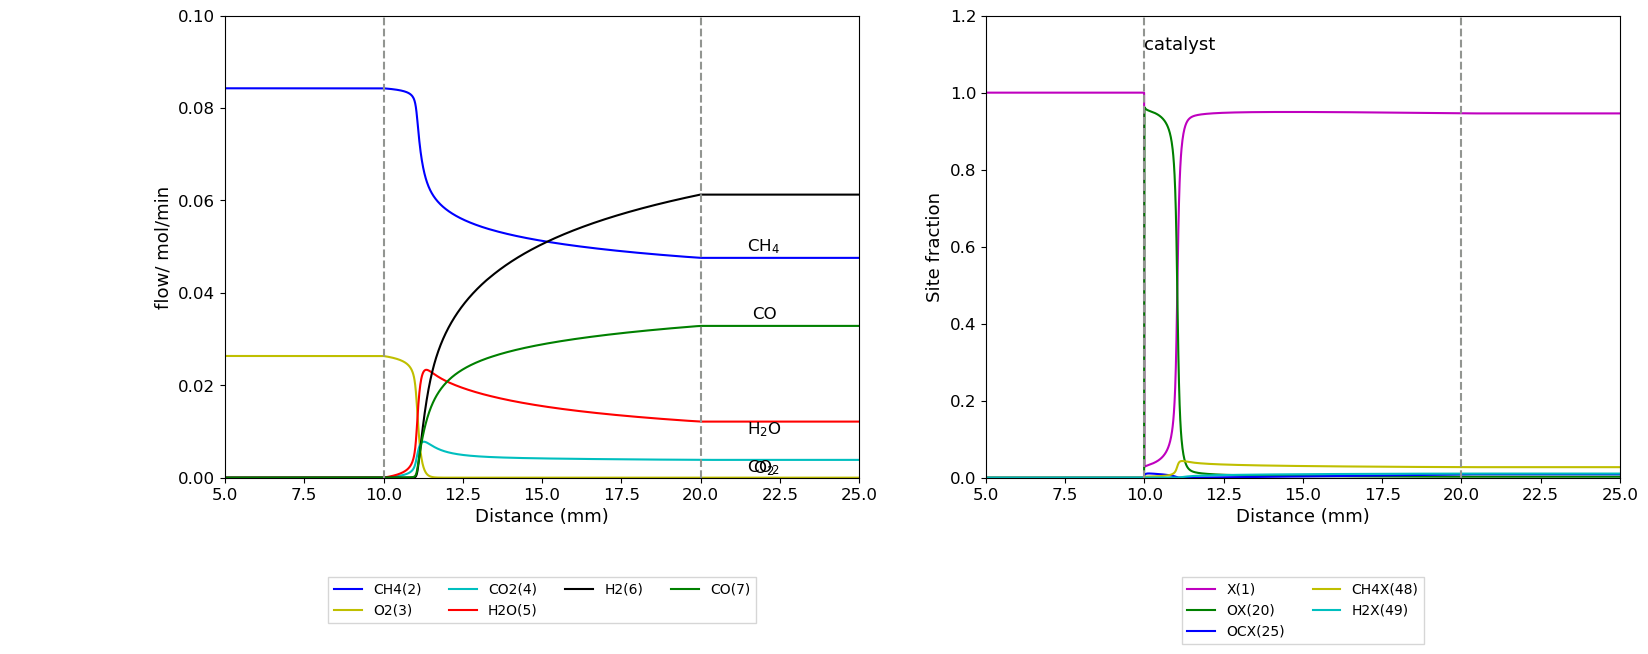 0.10
0.08
0.06
0.04
0.02
0.00
flow/ mol/min
CH₄
CO
H₂O
CO₂
O₂
5.0 7.5 10.0 12.5 15.0 17.5 20.0 22.5 25.0
Distance (mm)
CH4(2) CO2(4) H2(6) CO(7)
O2(3) H2O(5)
1.2
1.0
0.8
0.6
0.4
0.2
0.0
Site fraction
catalyst
5.0 7.5 10.0 12.5 15.0 17.5 20.0 22.5 25.0
Distance (mm)
X(1) CH4X(48)
OX(20) H2X(49)
OCX(25)